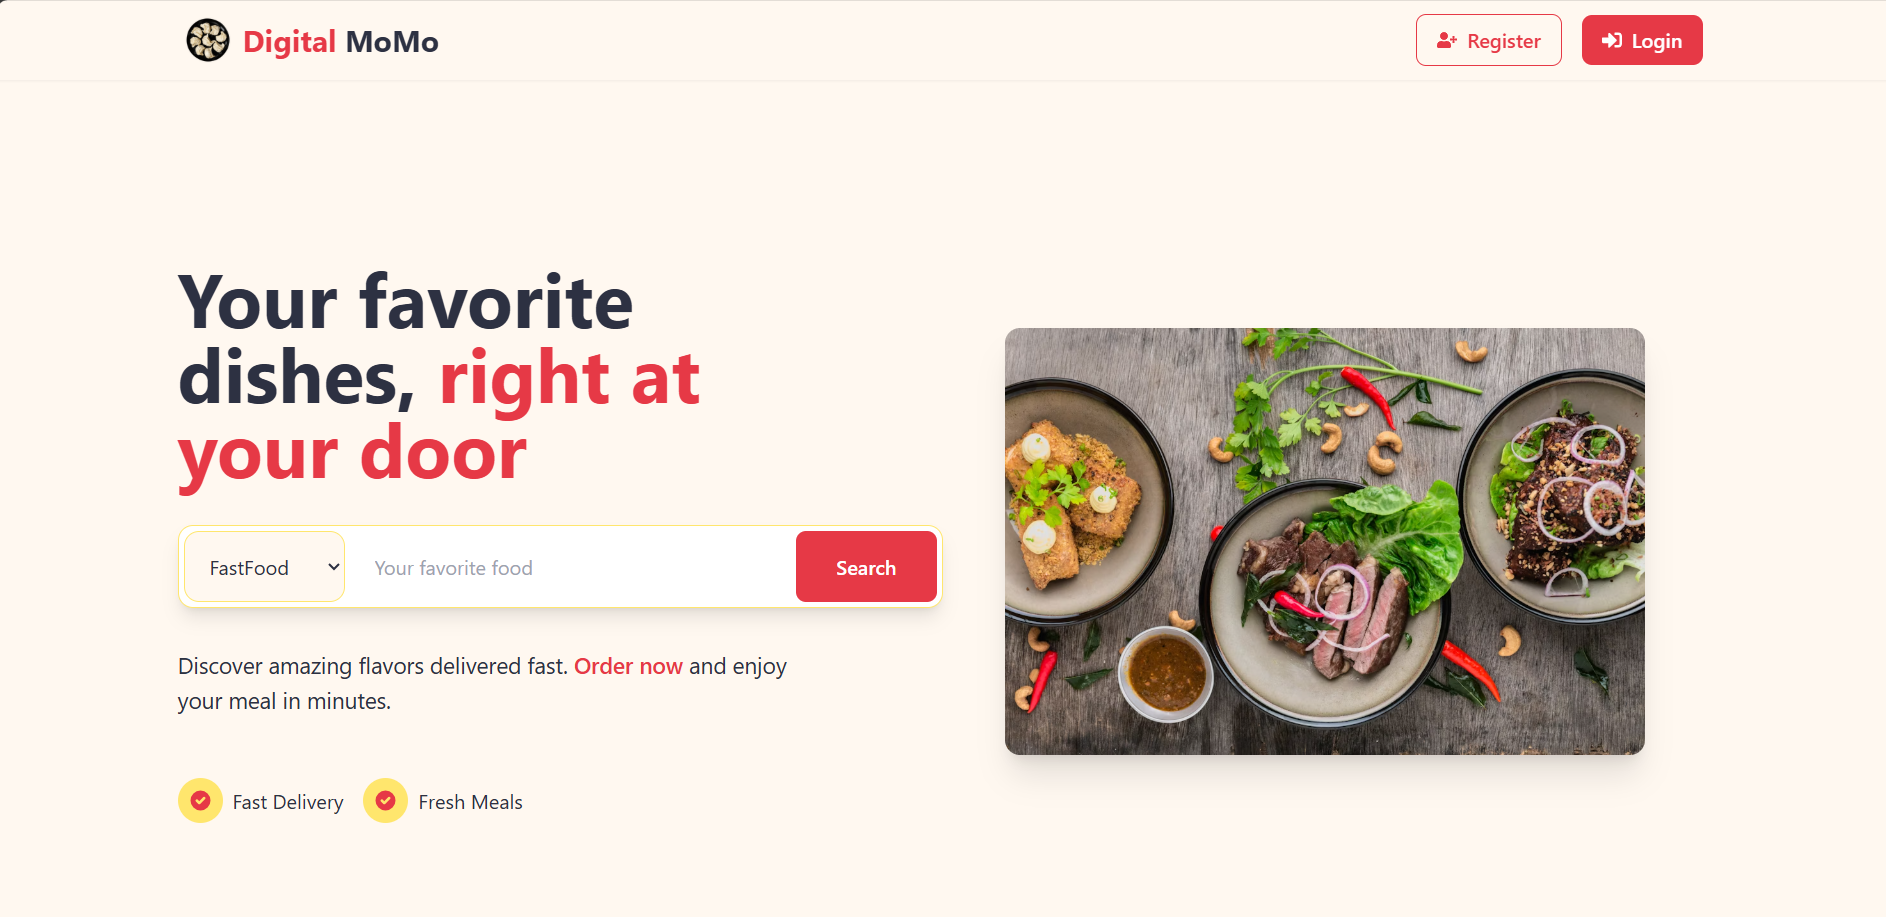 Digital MoMo
Register
Login
Your favorite
dishes, right at
your door
FastFood
Your favorite food
Search
Discover amazing flavors delivered fast. Order now and enjoy
your meal in minutes.
Fast Delivery
Fresh Meals